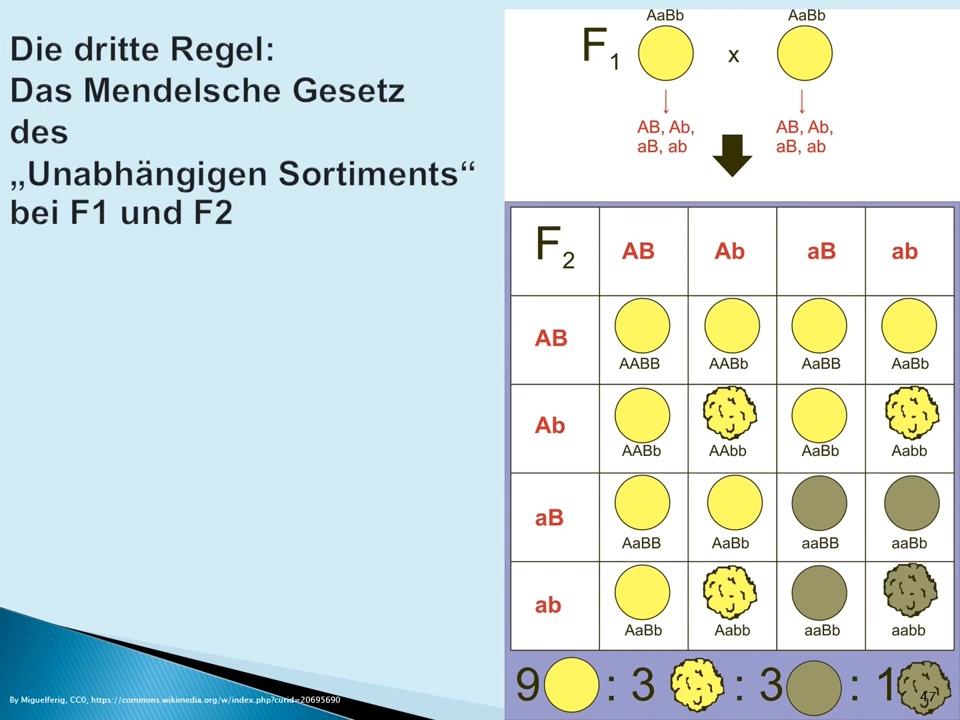 Die dritte Regel:
Das Mendelsche Gesetz
des
„Unabhängigen Sortiments“
bei F1 und F2
AaBb AaBb
F1 x
AB, Ab, AB, Ab,
aB, ab aB, ab
F2 AB Ab aB ab
AB
AABB AABb AaBB AaBb
Ab
AABb AAbb AaBb Aabb
aB
AaBB AaBb aaBB aaBb
ab
AaBb Aabb aaBb aabb
9 : 3 : 3 : 1
47
By Miguelferig, CC0, https://commons.wikimedia.org/w/index.php?curid=20695690